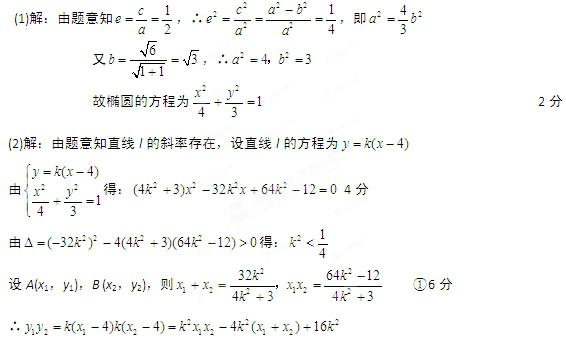 (1)解：由题意知 e = c/a = 1/2，∴ e² = c²/a² = (a² − b²)/a² = 1/4，即 a² = 4/3 b²
又 b = √6/√(1+1) = √3，∴ a² = 4，b² = 3
故椭圆的方程为 x²/4 + y²/3 = 1 2 分
(2)解：由题意知直线 l 的斜率存在，设直线 l 的方程为 y = k(x − 4)
由 { y = k(x − 4) x²/4 + y²/3 = 1 得：(4k² + 3)x² − 32k²x + 64k² − 12 = 0 4 分
由 Δ = (−32k²)² − 4(4k² + 3)(64k² − 12) > 0 得：k² < 1/4
设 A(x₁，y₁)，B (x₂，y₂)，则 x₁ + x₂ = 32k²/(4k² + 3)，x₁x₂ = (64k² − 12)/(4k² + 3) ①6 分
∴ y₁y₂ = k(x₁ − 4)k(x₂ − 4) = k²x₁x₂ − 4k²(x₁ + x₂) + 16k²